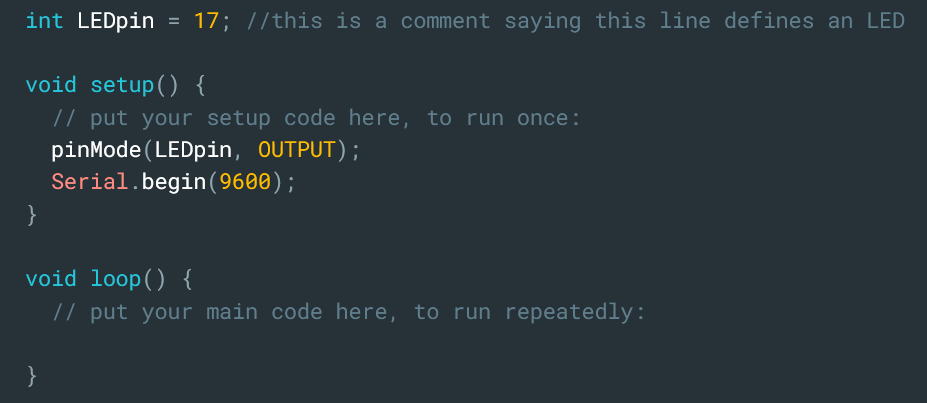 int LEDpin = 17; //this is a comment saying this line defines an LED
void setup() {
// put your setup code here, to run once:
pinMode(LEDpin, OUTPUT);
Serial.begin(9600);
}
void loop() {
// put your main code here, to run repeatedly:
}